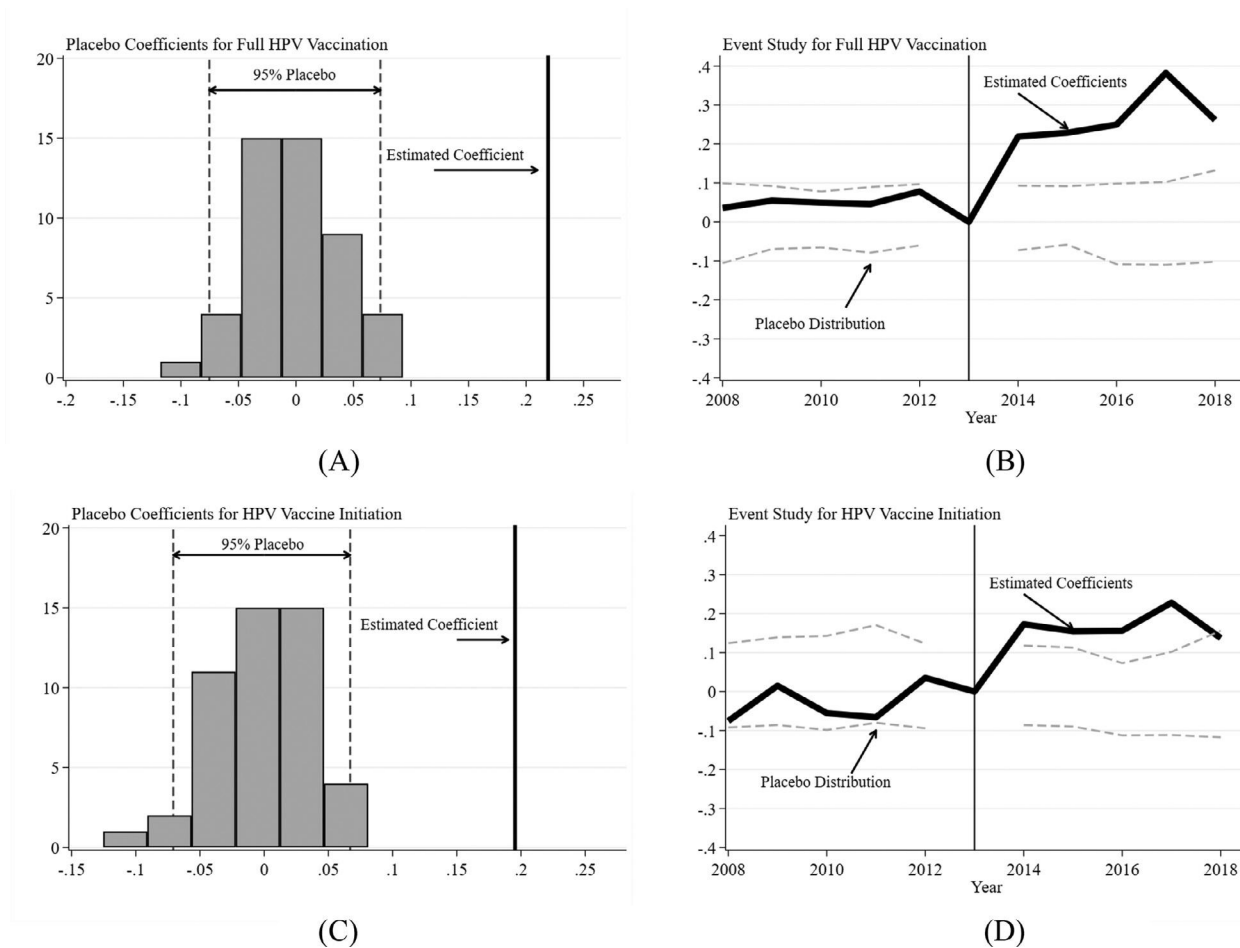 Placebo Coefficients for Full HPV Vaccination
20
15
10
5
0
95% Placebo
Estimated Coefficient
-.2 -.15 -.1 -.05 0 .05 .1 .15 .2 .25
(A)
Event Study for Full HPV Vaccination
.4
.3
.2
.1
0
-.1
-.2
-.3
-.4
Estimated Coefficients
Placebo Distribution
2008 2010 2012 2014 2016 2018
Year
(B)
Placebo Coefficients for HPV Vaccine Initiation
20
15
10
5
0
95% Placebo
Estimated Coefficient
-.15 -.1 -.05 0 .05 .1 .15 .2 .25
(C)
Event Study for HPV Vaccine Initiation
.4
.3
.2
.1
0
-.1
-.2
-.3
-.4
Estimated Coefficients
Placebo Distribution
2008 2010 2012 2014 2016 2018
Year
(D)